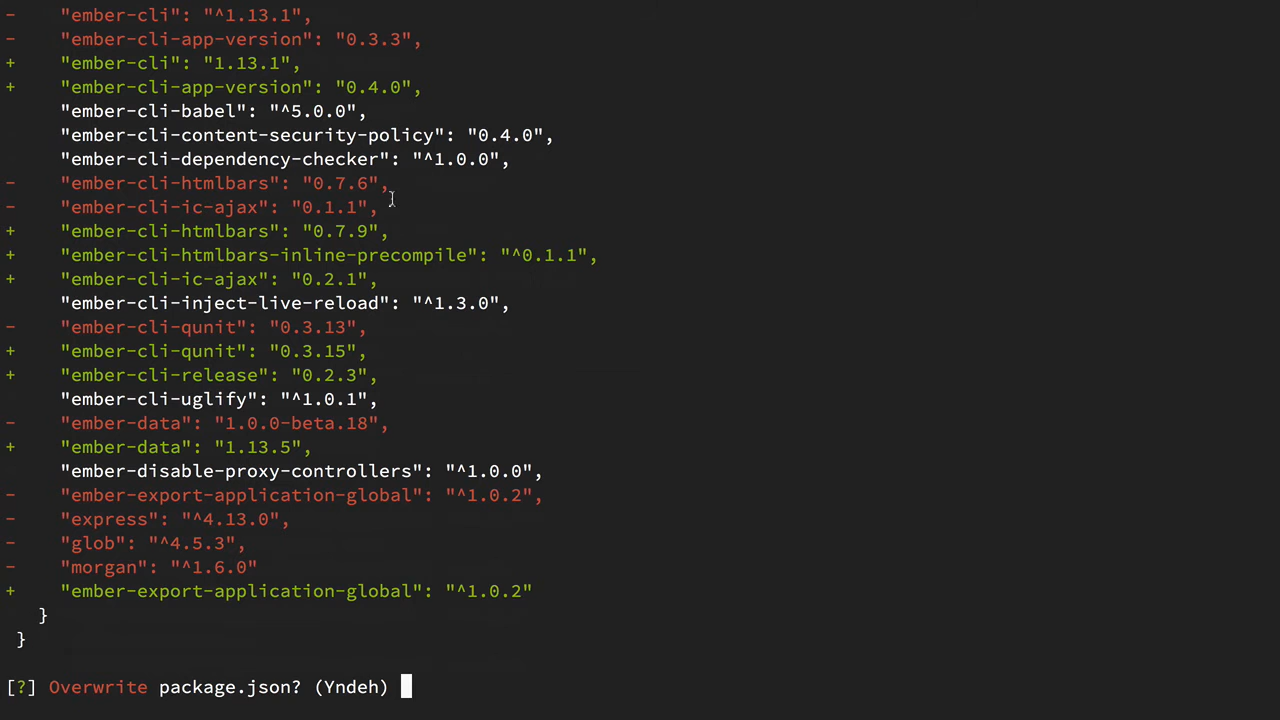 -    "ember-cli": "^1.13.1",
-    "ember-cli-app-version": "0.3.3",
+    "ember-cli": "1.13.1",
+    "ember-cli-app-version": "0.4.0",
     "ember-cli-babel": "^5.0.0",
     "ember-cli-content-security-policy": "0.4.0",
     "ember-cli-dependency-checker": "^1.0.0",
-    "ember-cli-htmlbars": "0.7.6",
-    "ember-cli-ic-ajax": "0.1.1",
+    "ember-cli-htmlbars": "0.7.9",
+    "ember-cli-htmlbars-inline-precompile": "^0.1.1",
+    "ember-cli-ic-ajax": "0.2.1",
     "ember-cli-inject-live-reload": "^1.3.0",
-    "ember-cli-qunit": "0.3.13",
+    "ember-cli-qunit": "0.3.15",
+    "ember-cli-release": "0.2.3",
     "ember-cli-uglify": "^1.0.1",
-    "ember-data": "1.0.0-beta.18",
+    "ember-data": "1.13.5",
     "ember-disable-proxy-controllers": "^1.0.0",
-    "ember-export-application-global": "^1.0.2",
-    "express": "^4.13.0",
-    "glob": "^4.5.3",
-    "morgan": "^1.6.0"
+    "ember-export-application-global": "^1.0.2"
   }
 }
[?] Overwrite package.json? (Yndeh)